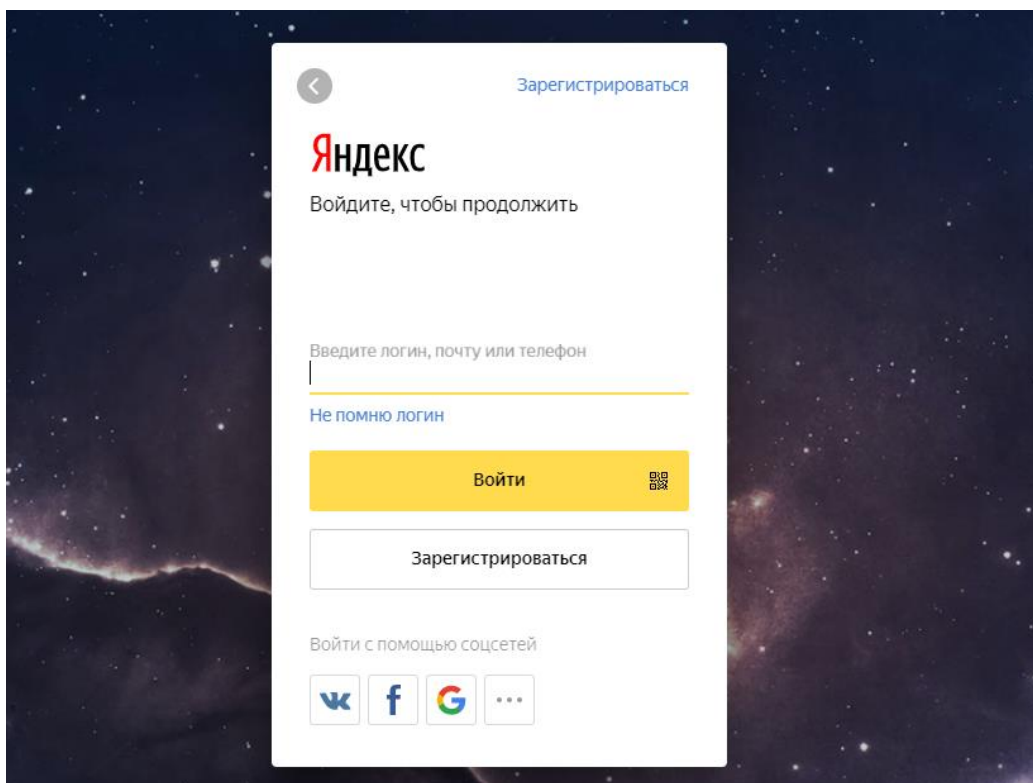 Зарегистрироваться
Яндекс
Войдите, чтобы продолжить
Введите логин, почту или телефон
Не помню логин
Войти
Зарегистрироваться
Войти с помощью соцсетей